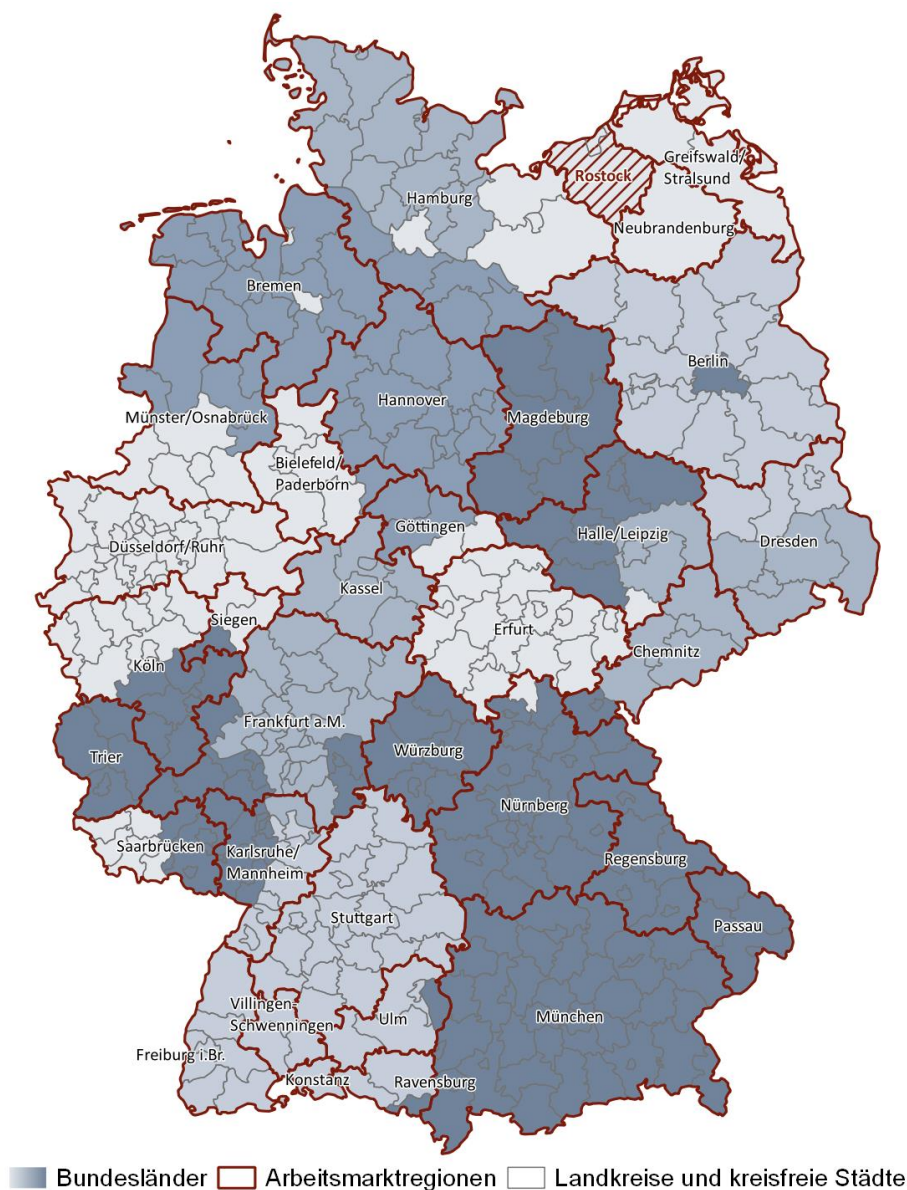 Greifswald/
Stralsund
Rostock
Hamburg
Neubrandenburg
Bremen
Berlin
Hannover
Münster/Osnabrück
Magdeburg
Bielefeld/
Paderborn
Göttingen
Halle/Leipzig
Düsseldorf/Ruhr
Dresden
Kassel
Siegen
Erfurt
Chemnitz
Köln
Frankfurt a.M.
Trier
Würzburg
Nürnberg
Saarbrücken
Karlsruhe/
Mannheim
Regensburg
Stuttgart
Passau
Villingen-
Schwenningen
Ulm
München
Freiburg i.Br.
Konstanz
Ravensburg
Bundesländer Arbeitsmarktregionen Landkreise und kreisfreie Städte